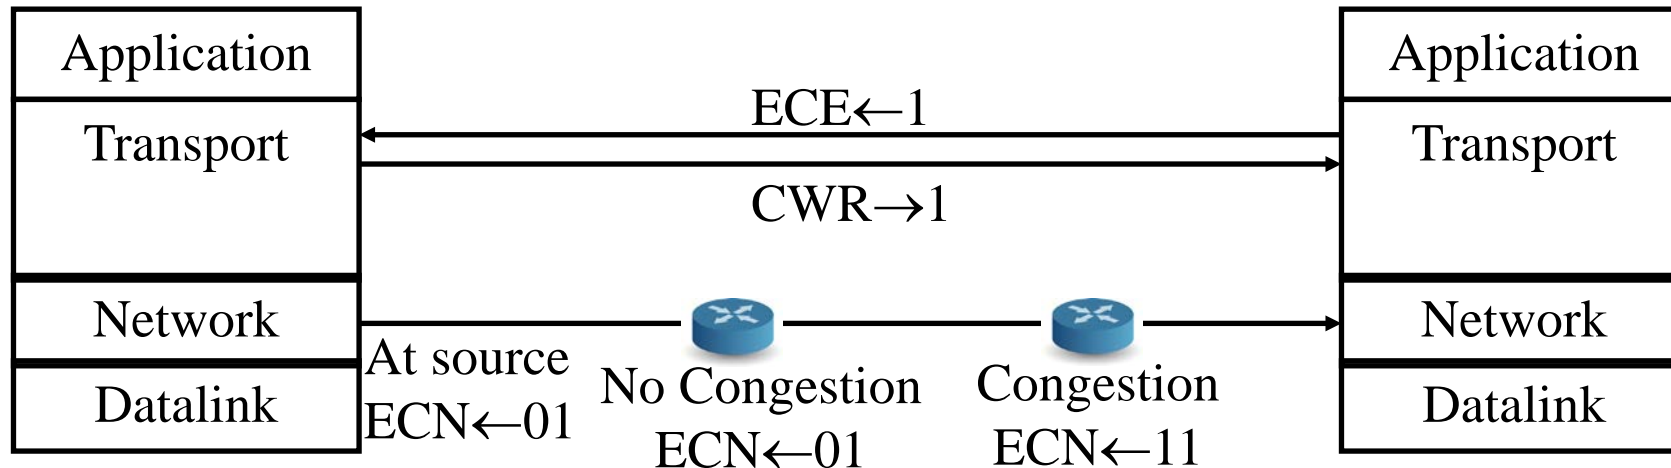 Application
Transport
Network
Datalink
ECE←1
CWR→1
At source
ECN←01
No Congestion
ECN←01
Congestion
ECN←11
Application
Transport
Network
Datalink